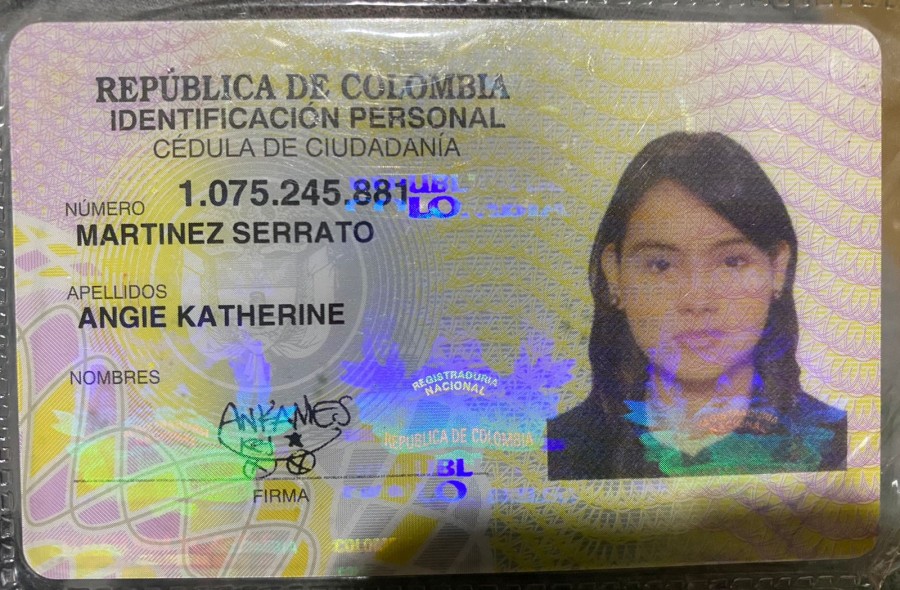 REPÚBLICA DE COLOMBIA
IDENTIFICACIÓN PERSONAL
CÉDULA DE CIUDADANÍA
NÚMERO 1.075.245.881
MARTINEZ SERRATO
APELLIDOS
ANGIE KATHERINE
NOMBRES
REGISTRADURIA
NACIONAL
ANKAMES
REPUBLICA DE COLOMBIA
FIRMA
COLOM